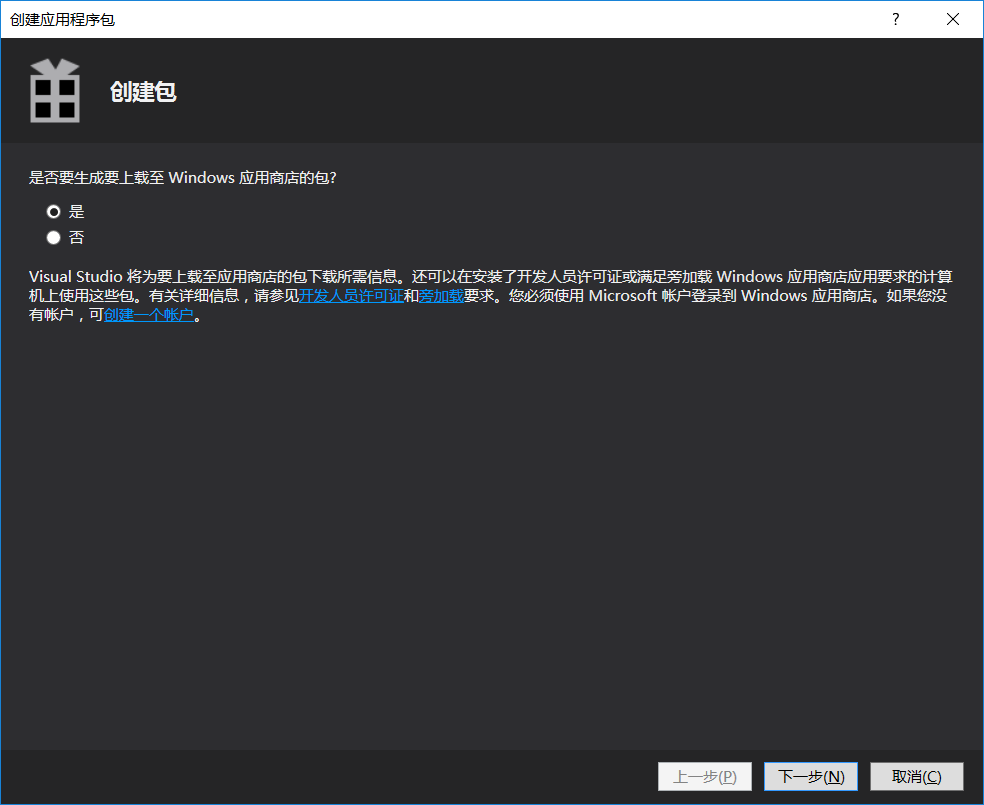 创建应用程序包
?
创建包
是否要生成要上载至 Windows 应用商店的包?
是
否
Visual Studio 将为要上载至应用商店的包下载所需信息。还可以在安装了开发人员许可证或满足旁加载 Windows 应用商店应用要求的计算
机上使用这些包。有关详细信息，请参见开发人员许可证和旁加载要求。您必须使用 Microsoft 帐户登录到 Windows 应用商店。如果您没
有帐户，可创建一个帐户。
上一步(P)
下一步(N)
取消(C)